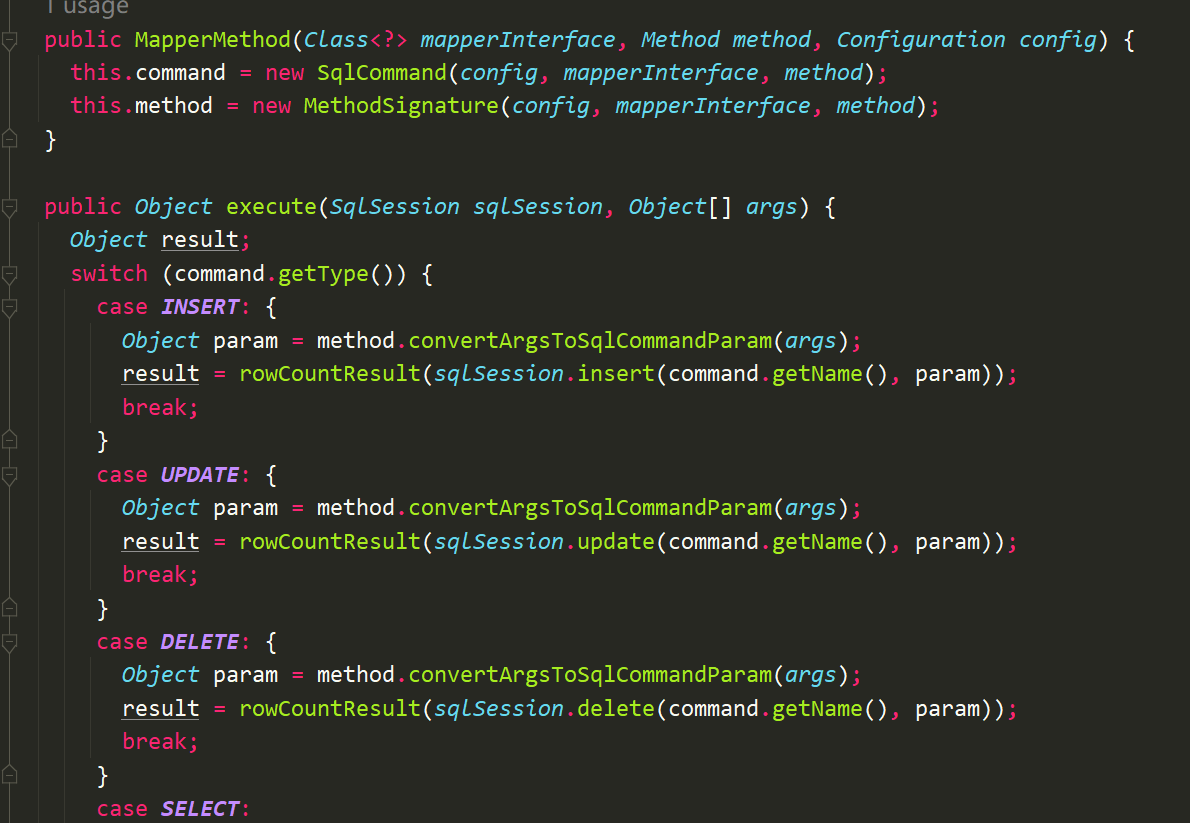 1 usage
public MapperMethod(Class<?> mapperInterface, Method method, Configuration config) {
this.command = new SqlCommand(config, mapperInterface, method);
this.method = new MethodSignature(config, mapperInterface, method);
}
public Object execute(SqlSession sqlSession, Object[] args) {
Object result;
switch (command.getType()) {
case INSERT: {
Object param = method.convertArgsToSqlCommandParam(args);
result = rowCountResult(sqlSession.insert(command.getName(), param));
break;
}
case UPDATE: {
Object param = method.convertArgsToSqlCommandParam(args);
result = rowCountResult(sqlSession.update(command.getName(), param));
break;
}
case DELETE: {
Object param = method.convertArgsToSqlCommandParam(args);
result = rowCountResult(sqlSession.delete(command.getName(), param));
break;
}
case SELECT: